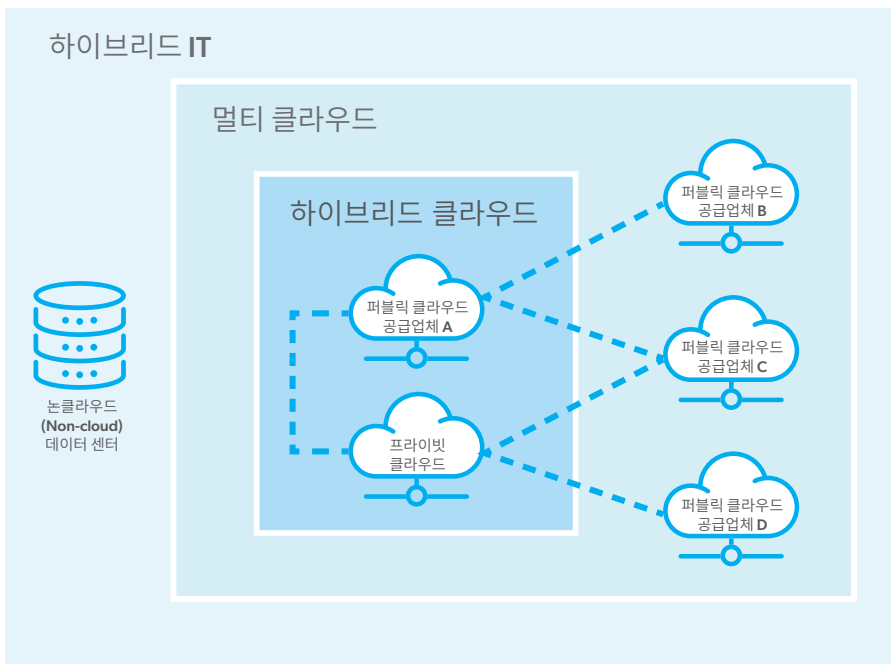 하이브리드 IT
멀티 클라우드
하이브리드 클라우드
퍼블릭 클라우드
공급업체 A
프라이빗
클라우드
퍼블릭 클라우드
공급업체 B
퍼블릭 클라우드
공급업체 C
퍼블릭 클라우드
공급업체 D
논클라우드
(Non-cloud)
데이터 센터